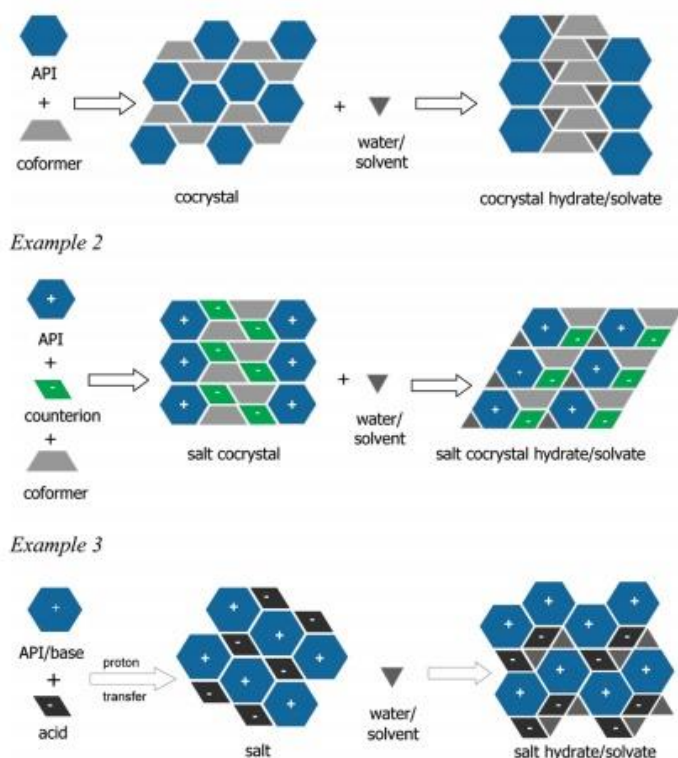 API
+
coformer
cocrystal
+
water/
solvent
cocrystal hydrate/solvate
Example 2
+
API
+
-
counterion
+
coformer
+ - +
- +
+ - +
- +
+ - +
- +
salt cocrystal
+
water/
solvent
+ - + -
+ - + -
+ - + -
salt cocrystal hydrate/solvate
Example 3
+
API/base
+
-
acid
proton
transfer
-
+ -
- +
+ -
- +
- +
salt
water/
solvent
+ +
- -
- + - +
+ - + -
- -
salt hydrate/solvate